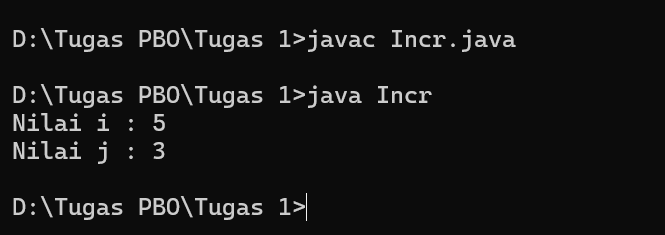 D:\Tugas PBO\Tugas 1>javac Incr.java
D:\Tugas PBO\Tugas 1>java Incr
Nilai i : 5
Nilai j : 3
D:\Tugas PBO\Tugas 1>